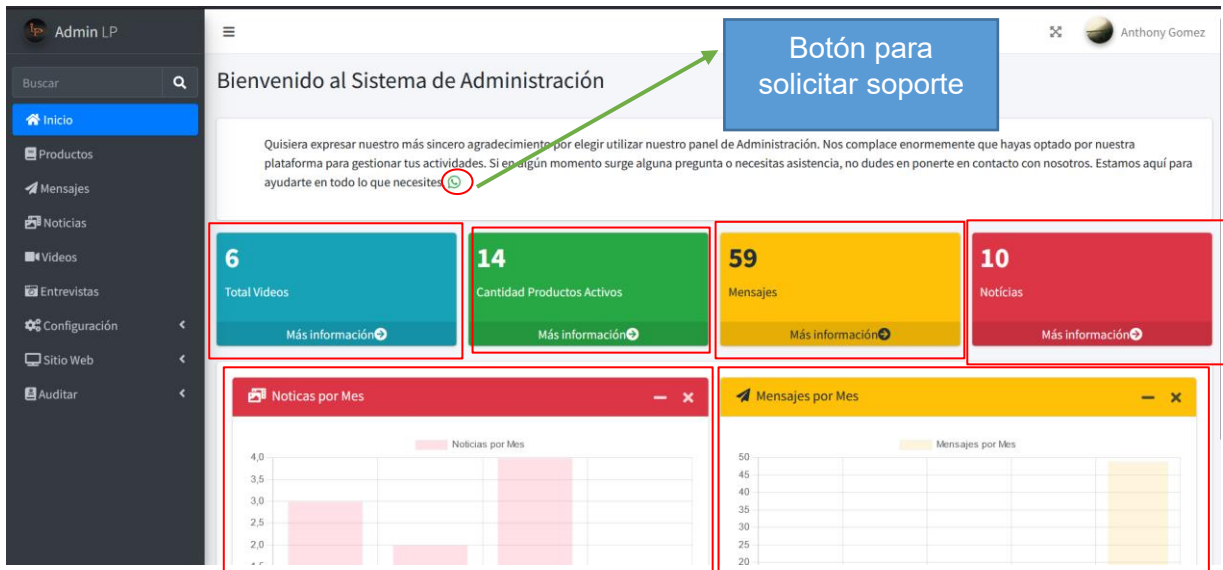 Admin LP
Anthony Gomez
Botón para
solicitar soporte
Buscar
Bienvenido al Sistema de Administración
Inicio
Productos
Mensajes
Noticias
Videos
Entrevistas
Configuración
Sitio Web
Auditar
Quisiera expresar nuestro más sincero agradecimiento por elegir utilizar nuestro panel de Administración. Nos complace enormemente que hayas optado por nuestra
plataforma para gestionar tus actividades. Si en algún momento surge alguna pregunta o necesitas asistencia, no dudes en ponerte en contacto con nosotros. Estamos aquí para
ayudarte en todo lo que necesites
6
Total Videos
Más información
14
Cantidad Productos Activos
Más información
59
Mensajes
Más información
10
Notícias
Más información
Noticas por Mes
Noticias por Mes
4,0
3,5
3,0
2,5
2,0
1,5
Mensajes por Mes
Mensajes por Mes
50
45
40
35
30
25
20